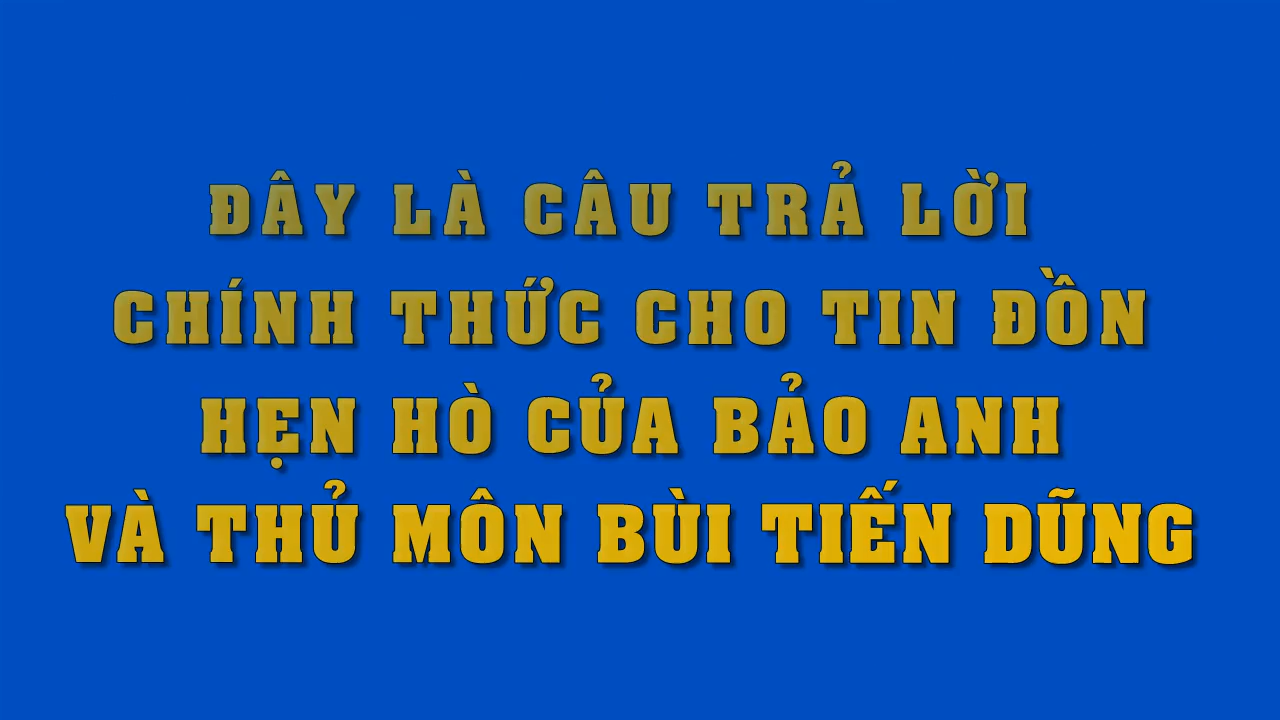 ĐÂY LÀ CÂU TRẢ LỜI
CHÍNH THỨC CHO TIN ĐỒN
HẸN HÒ CỦA BẢO ANH
VÀ THỦ MÔN BÙI TIẾN DŨNG